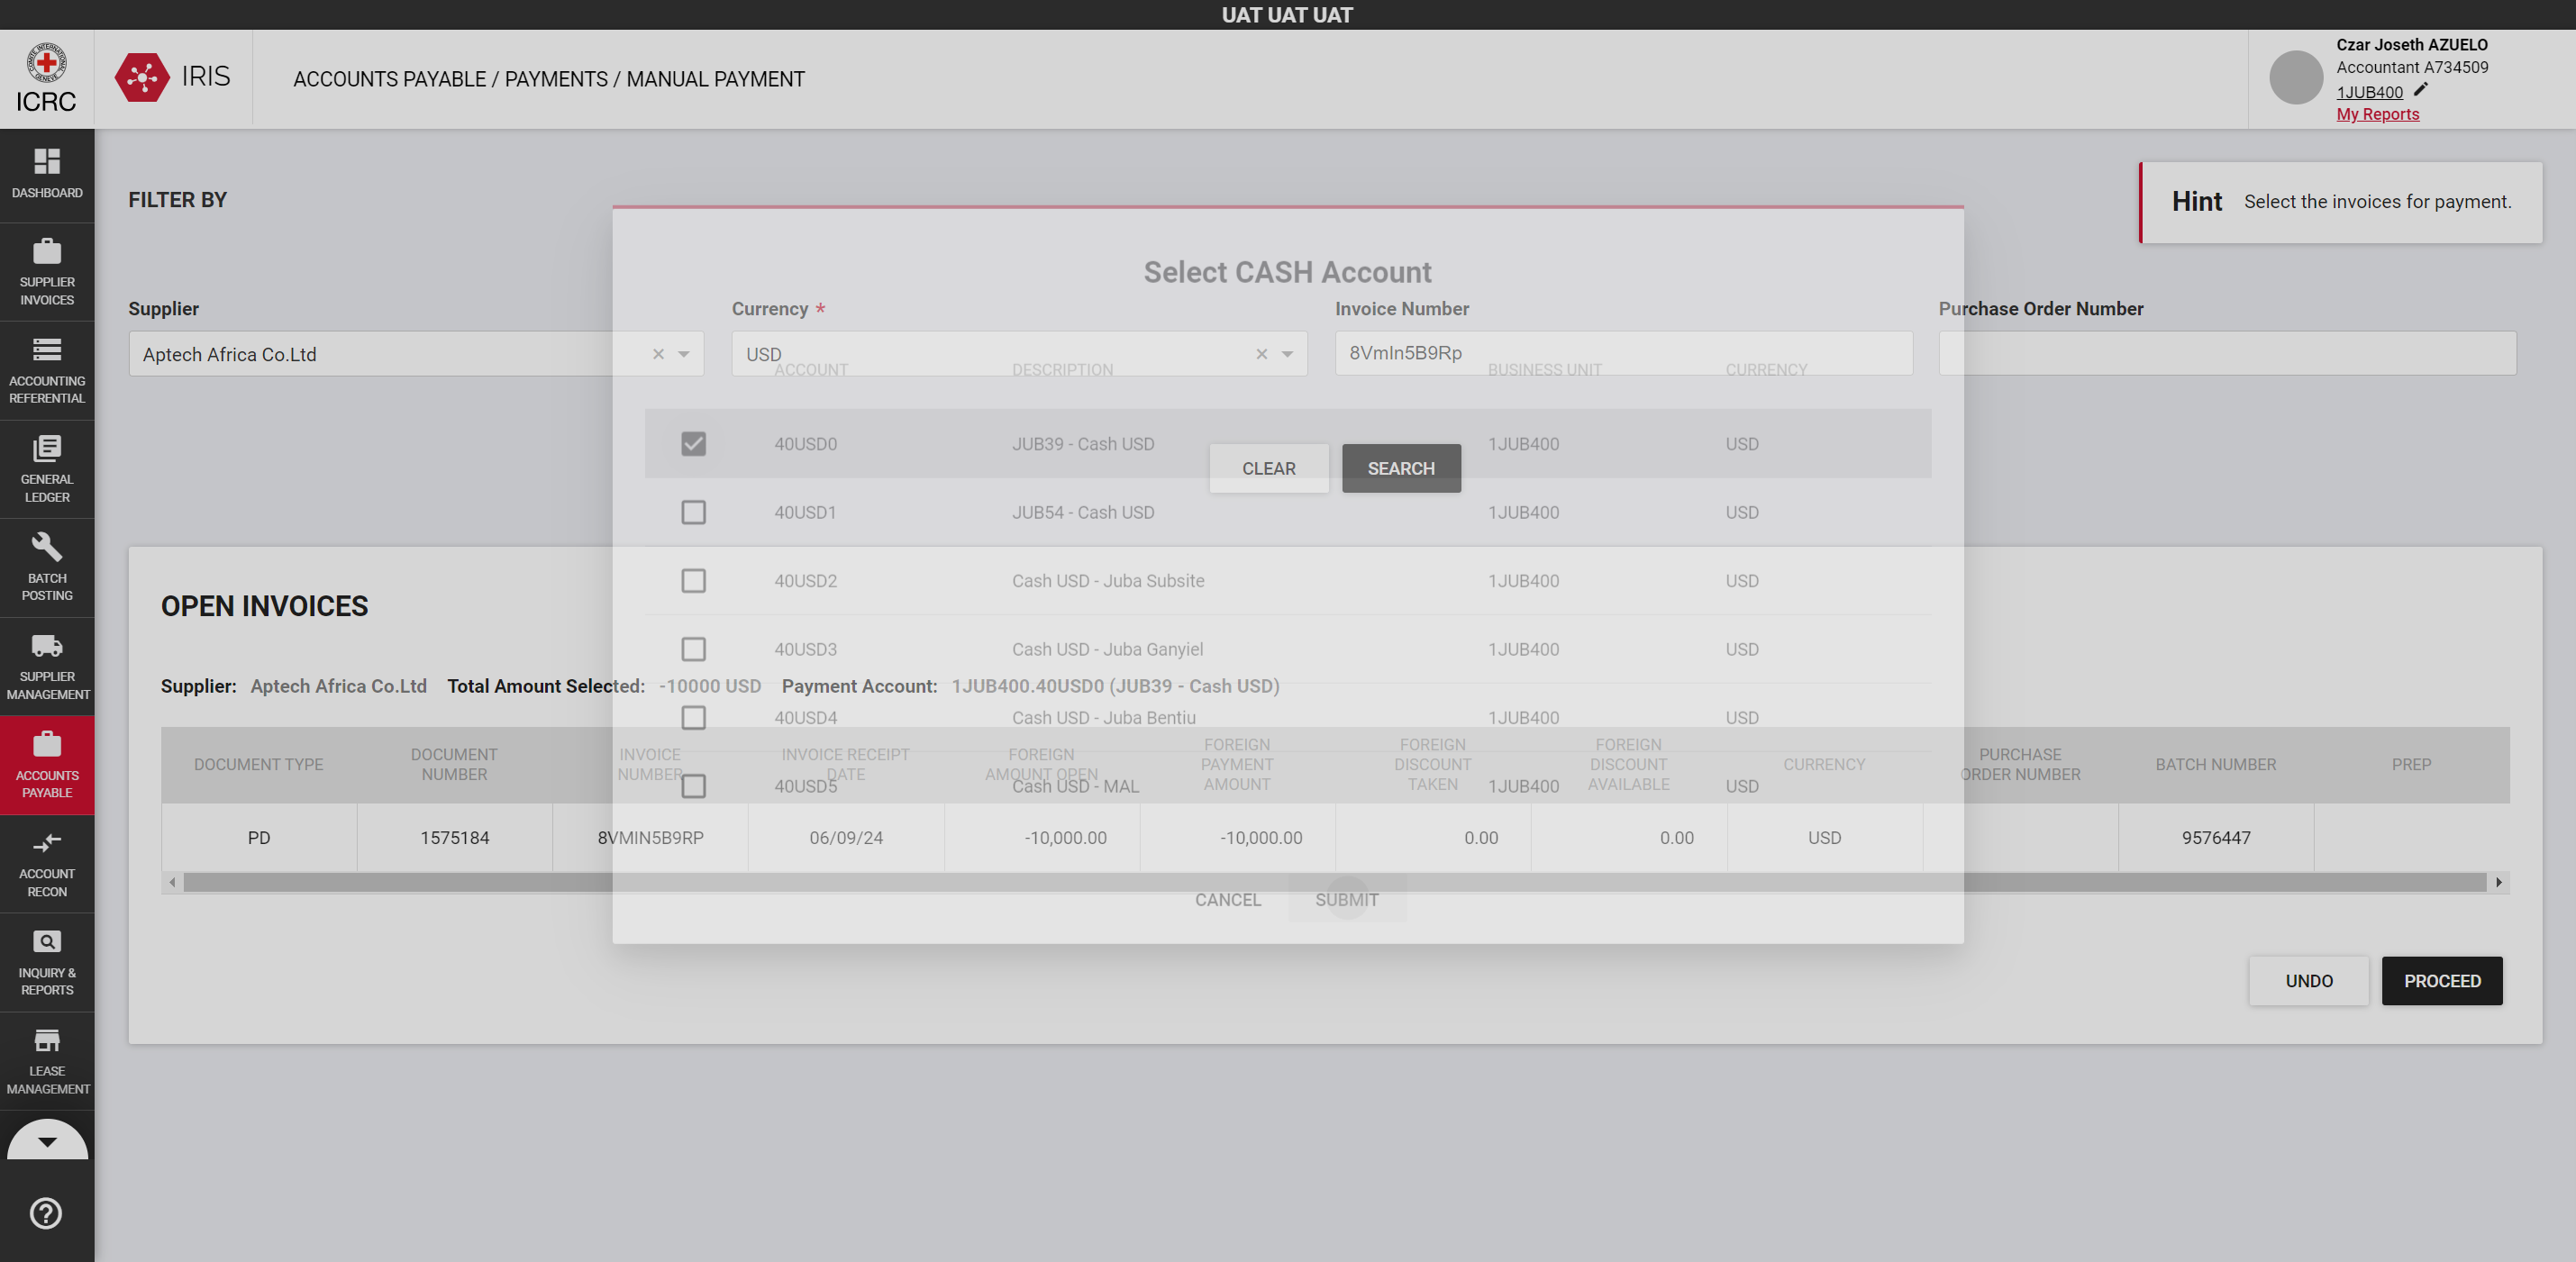 UAT UAT UAT
ICRC
IRIS
ACCOUNTS PAYABLE / PAYMENTS / MANUAL PAYMENT
Czar Joseth AZUELO
Accountant A734509
1JUB400
My Reports
DASHBOARD
SUPPLIER
INVOICES
ACCOUNTING
REFERENTIAL
GENERAL
LEDGER
BATCH
POSTING
SUPPLIER
MANAGEMENT
ACCOUNTS
PAYABLE
ACCOUNT
RECON
INQUIRY &
REPORTS
LEASE
MANAGEMENT
FILTER BY
Hint Select the invoices for payment.
Supplier
Aptech Africa Co.Ltd
Currency *
USD
Invoice Number
8VmIn5B9Rp
Purchase Order Number
CLEAR
SEARCH
Select CASH Account
ACCOUNT DESCRIPTION BUSINESS UNIT CURRENCY
40USD0 JUB39 - Cash USD 1JUB400 USD
40USD1 JUB54 - Cash USD 1JUB400 USD
40USD2 Cash USD - Juba Subsite 1JUB400 USD
40USD3 Cash USD - Juba Ganyiel 1JUB400 USD
40USD4 Cash USD - Juba Bentiu 1JUB400 USD
40USD5 Cash USD - MAL 1JUB400 USD
CANCEL
SUBMIT
OPEN INVOICES
Supplier: Aptech Africa Co.Ltd Total Amount Selected: -10000 USD Payment Account: 1JUB400.40USD0 (JUB39 - Cash USD)
DOCUMENT TYPE
DOCUMENT
NUMBER
INVOICE
NUMBER
INVOICE RECEIPT
DATE
FOREIGN
AMOUNT OPEN
FOREIGN
PAYMENT
AMOUNT
FOREIGN
DISCOUNT
TAKEN
FOREIGN
DISCOUNT
AVAILABLE
CURRENCY
PURCHASE
ORDER NUMBER
BATCH NUMBER
PREP
PD 1575184 8VMIN5B9RP 06/09/24 -10,000.00 -10,000.00 0.00 0.00 USD 9576447
UNDO
PROCEED